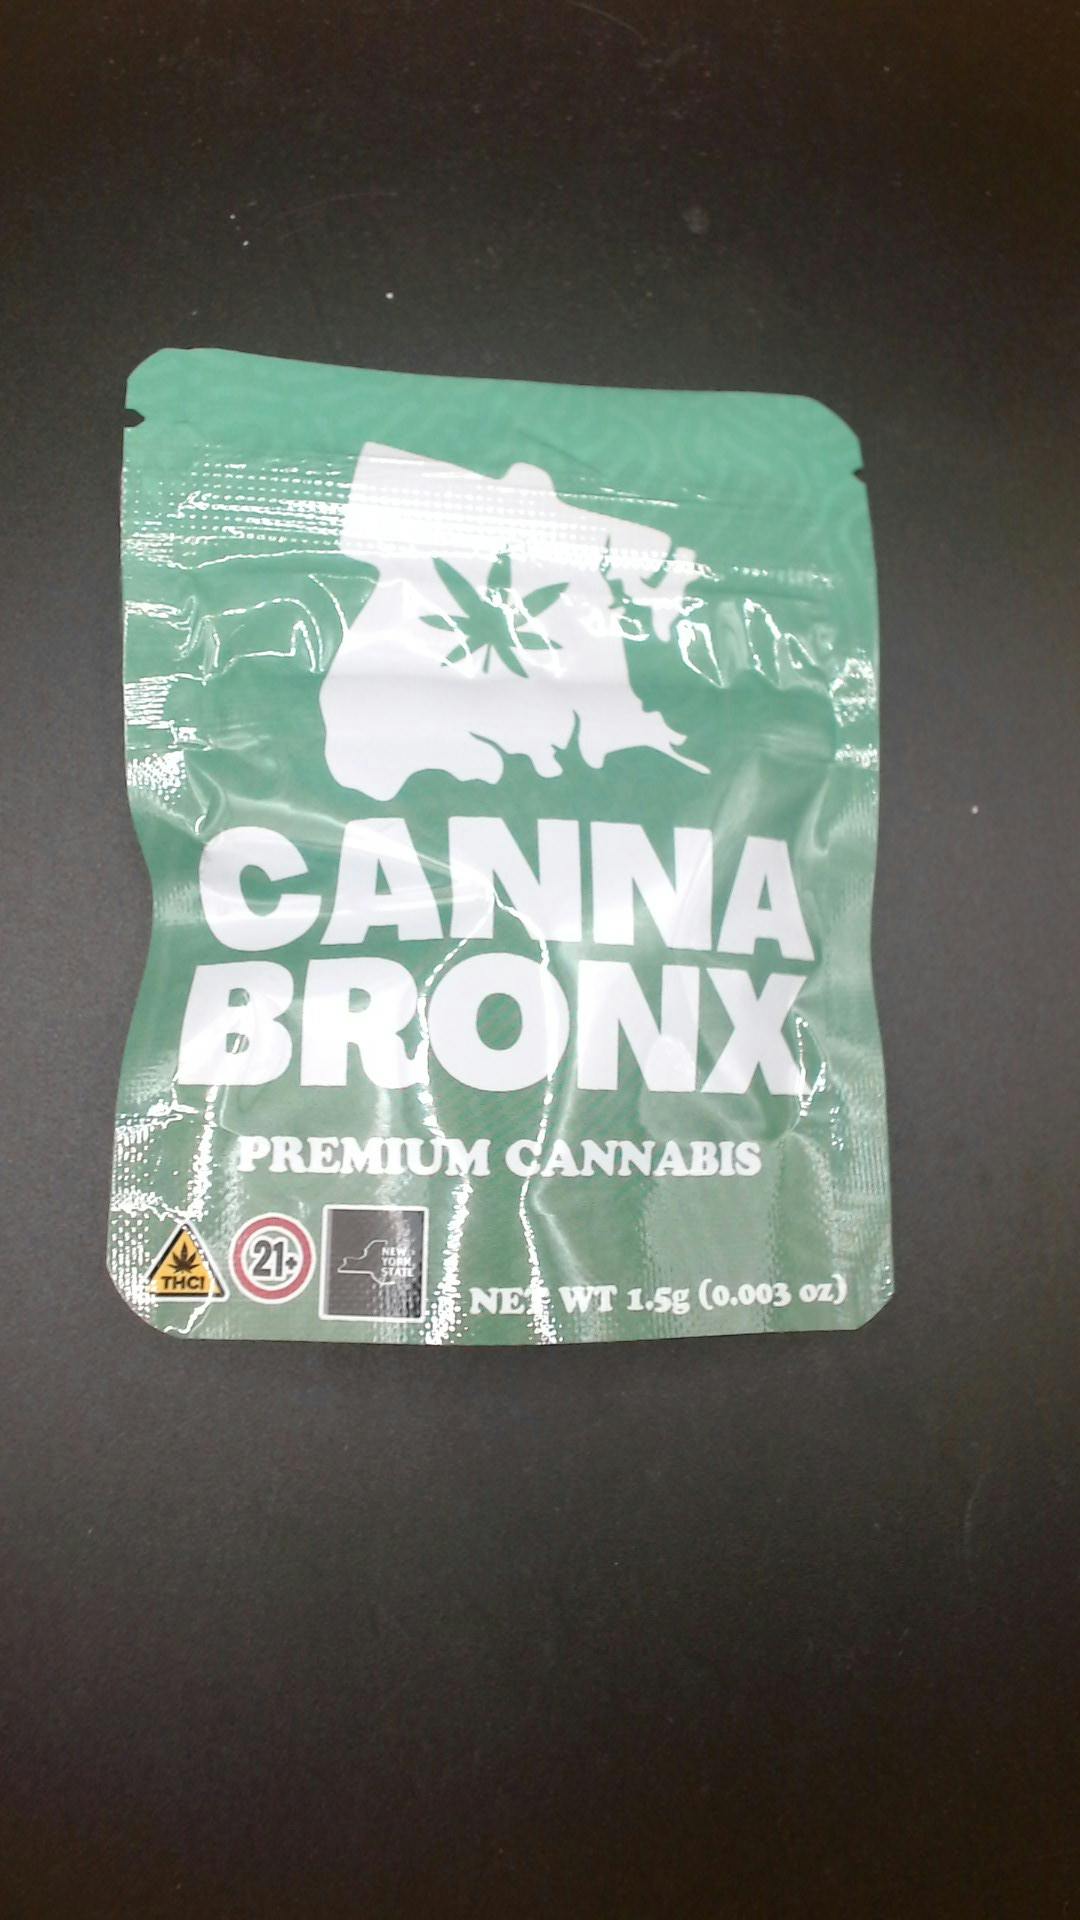 CANNA
BRONX
PREMIUM CANNABIS
THC!
21+
NEW
YORK
STATE
NET WT 1.5g (0.003 oz)